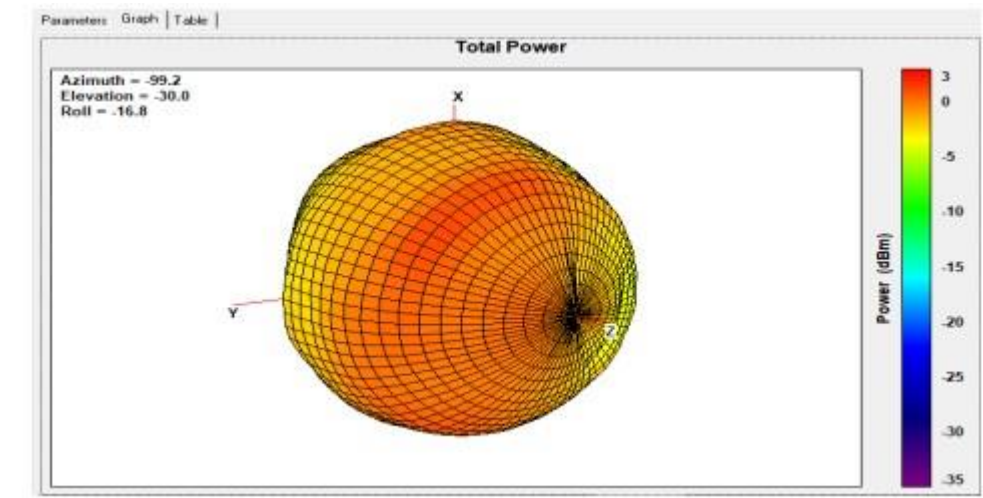 Parameters Graph Table
Total Power
Azimuth = -99.2
Elevation = -30.0
Roll = -16.8
X
Y
Z
3
0
-5
-10
-15
-20
-25
-30
-35
Power (dBm)